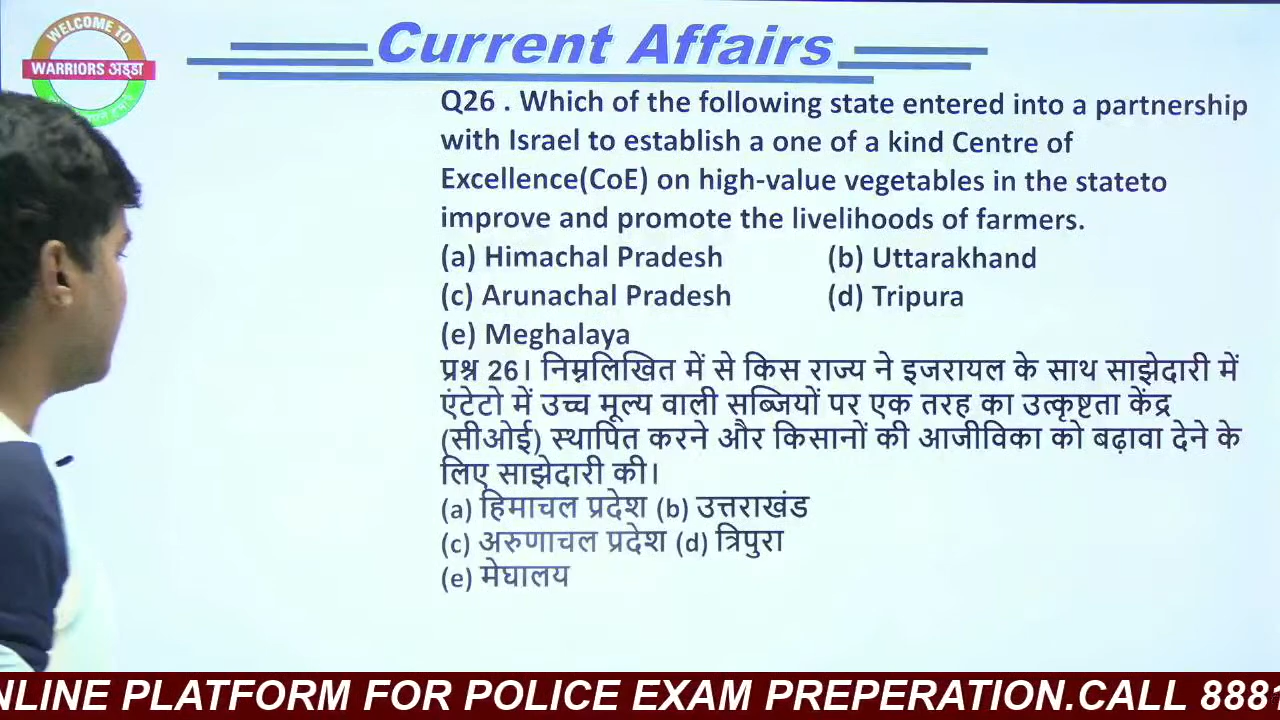 WELCOME TO
WARRIORS अड्डा
Current Affairs
Q26 . Which of the following state entered into a partnership
with Israel to establish a one of a kind Centre of
Excellence(CoE) on high-value vegetables in the stateto
improve and promote the livelihoods of farmers.
(a) Himachal Pradesh (b) Uttarakhand
(c) Arunachal Pradesh (d) Tripura
(e) Meghalaya
प्रश्न 26। निम्नलिखित में से किस राज्य ने इजरायल के साथ साझेदारी में
एंटेटो में उच्च मूल्य वाली सब्जियों पर एक तरह का उत्कृष्टता केंद्र
(सीओई) स्थापित करने और किसानों की आजीविका को बढ़ावा देने के
लिए साझेदारी की।
(a) हिमाचल प्रदेश (b) उत्तराखंड
(c) अरुणाचल प्रदेश (d) त्रिपुरा
(e) मेघालय
NLINE PLATFORM FOR POLICE EXAM PREPERATION.CALL 888